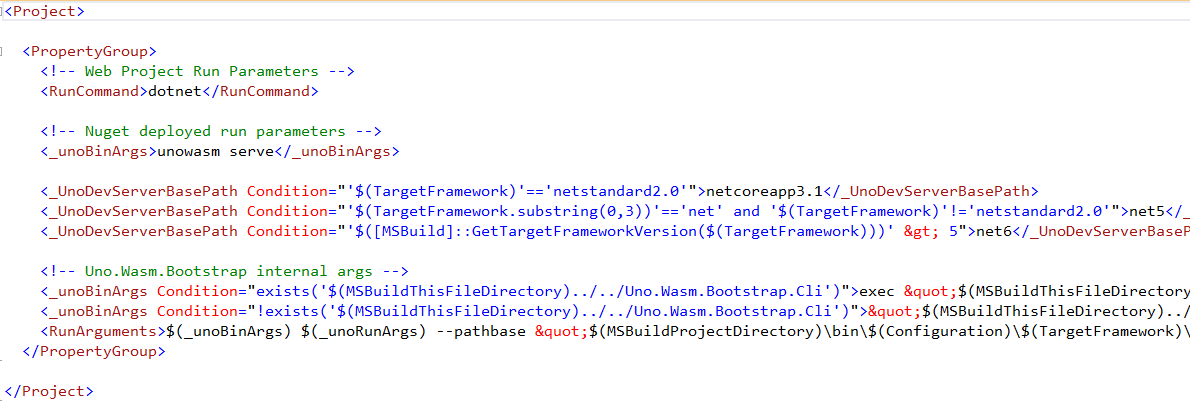 <Project>
<PropertyGroup>
<!-- Web Project Run Parameters -->
<RunCommand>dotnet</RunCommand>
<!-- Nuget deployed run parameters -->
<_unoBinArgs>unowasm serve</_unoBinArgs>
<_UnoDevServerBasePath Condition="'$(TargetFramework)'=='netstandard2.0'">netcoreapp3.1</_UnoDevServerBasePath>
<_UnoDevServerBasePath Condition="'$(TargetFramework.substring(0,3))'=='net' and '$(TargetFramework)'!='netstandard2.0'">net5</_
<_UnoDevServerBasePath Condition="'$([MSBuild]::GetTargetFrameworkVersion($(TargetFramework)))' &gt; 5">net6</_UnoDevServerBaseP
<!-- Uno.Wasm.Bootstrap internal args -->
<_unoBinArgs Condition="exists('$(MSBuildThisFileDirectory)../../Uno.Wasm.Bootstrap.Cli')">exec &quot;$(MSBuildThisFileDirectory
<_unoBinArgs Condition="!exists('$(MSBuildThisFileDirectory)../../Uno.Wasm.Bootstrap.Cli')">&quot;$(MSBuildThisFileDirectory)../
<RunArguments>$(_unoBinArgs) $(_unoRunArgs) --pathbase &quot;$(MSBuildProjectDirectory)\bin\$(Configuration)\$(TargetFramework)\
</PropertyGroup>
</Project>